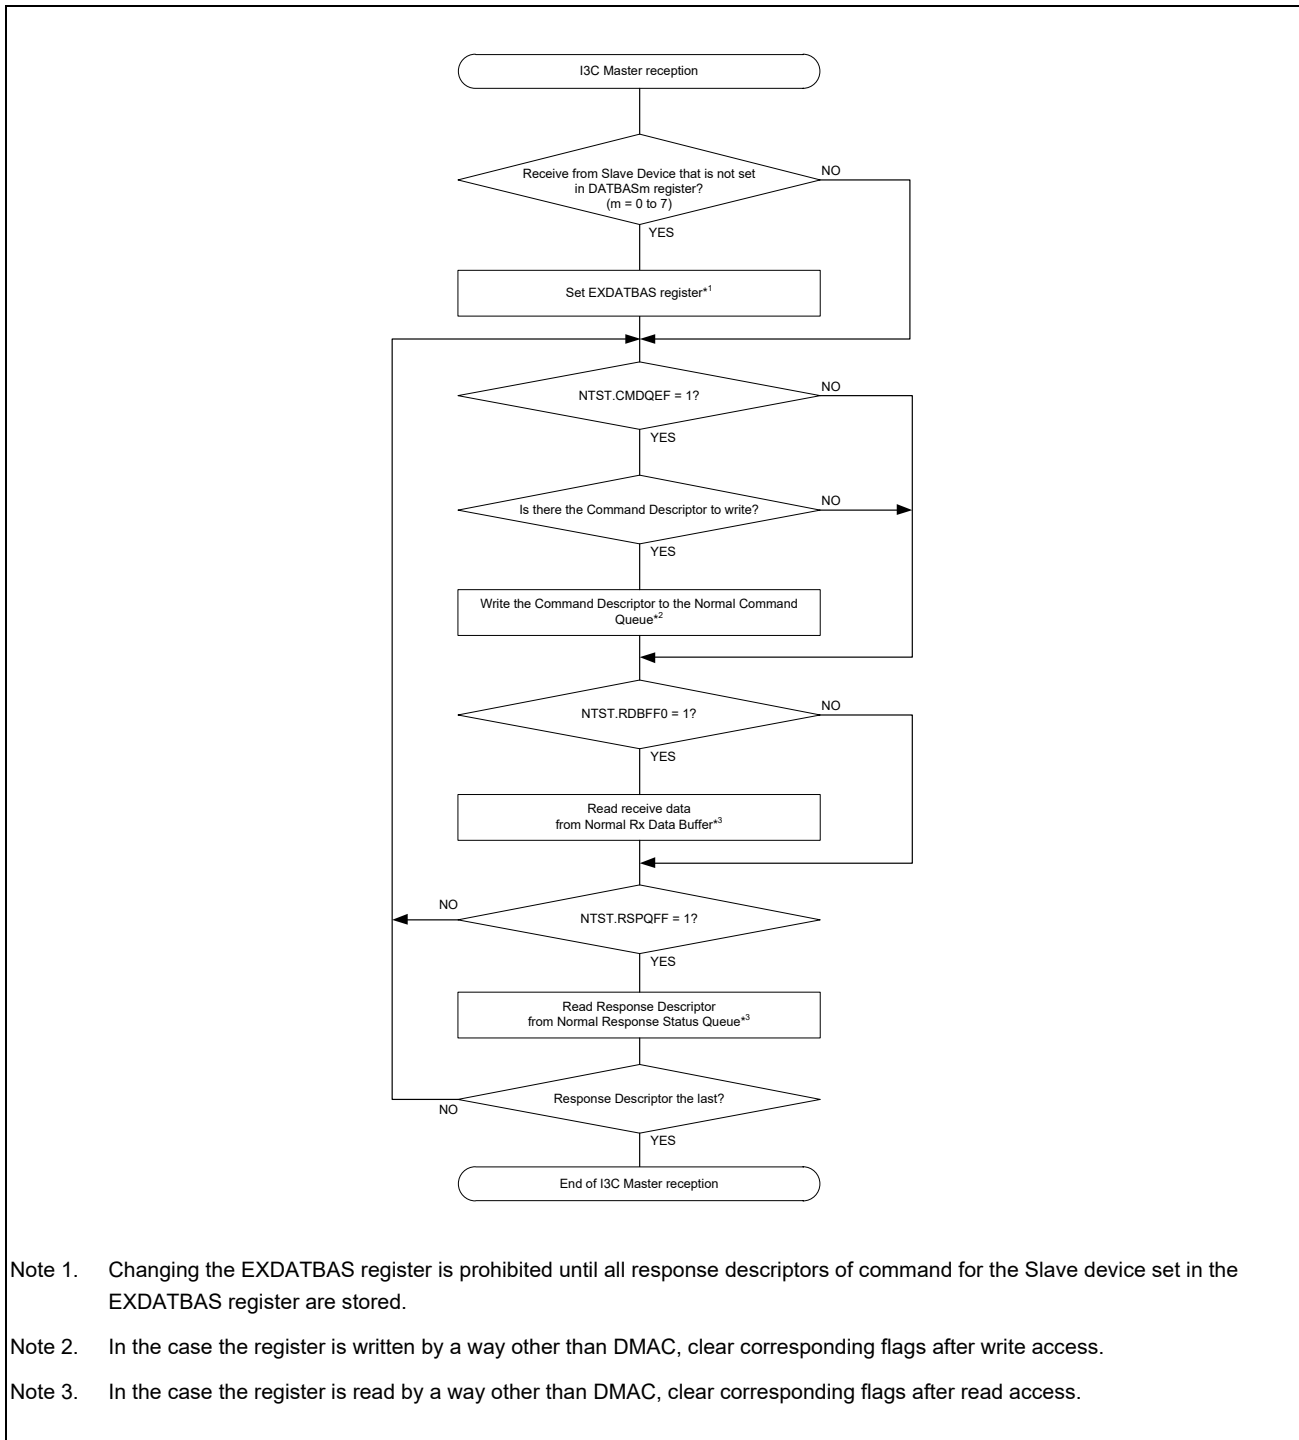 I3C Master reception
Receive from Slave Device that is not set
in DATBASm register?
(m = 0 to 7)
NO
YES
Set EXDATBAS register*1
NTST.CMDQEF = 1?
NO
YES
Is there the Command Descriptor to write?
NO
YES
Write the Command Descriptor to the Normal Command
Queue*2
NTST.RDBFF0 = 1?
NO
YES
Read receive data
from Normal Rx Data Buffer*3
NO
NTST.RSPQFF = 1?
YES
Read Response Descriptor
from Normal Response Status Queue*3
Response Descriptor the last?
NO
YES
End of I3C Master reception
Note 1. Changing the EXDATBAS register is prohibited until all response descriptors of command for the Slave device set in the
EXDATBAS register are stored.
Note 2. In the case the register is written by a way other than DMAC, clear corresponding flags after write access.
Note 3. In the case the register is read by a way other than DMAC, clear corresponding flags after read access.